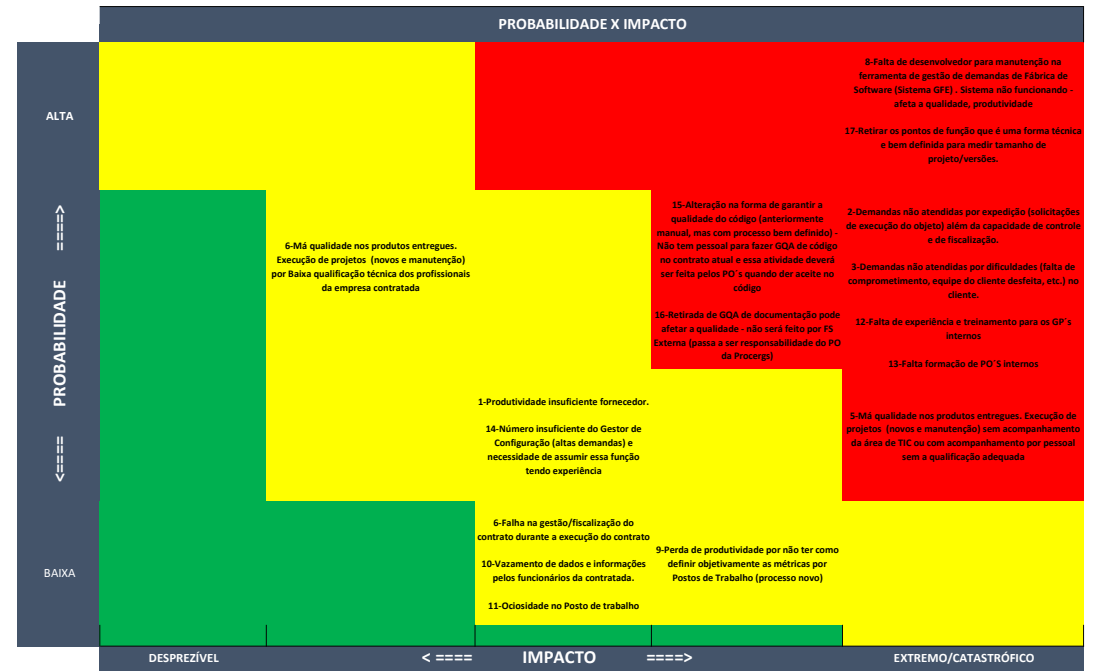 PROBABILIDADE X IMPACTO
ALTA
8-Falta de desenvolvedor para manutenção na
ferramenta de gestão de demandas de Fábrica de
Software (Sistema GFE) . Sistema não funcionando -
afeta a qualidade, produtividade
17-Retirar os pontos de função que é uma forma técnica
e bem definida para medir tamanho de
projeto/versões.
<==== PROBABILIDADE ====>
6-Má qualidade nos produtos entregues.
Execução de projetos (novos e manutenção)
por Baixa qualificação técnica dos profissionais
da empresa contratada
15-Alteração na forma de garantir a
qualidade do código (anteriormente
manual, mas com processo bem definido) -
Não tem pessoal para fazer GQA de código
no contrato atual e essa atividade deverá
ser feita pelos PO´s quando der aceite no
código
16-Retirada de GQA de documentação pode
afetar a qualidade - não será feito por FS
Externa (passa a ser responsabilidade do PO
da Procergs)
2-Demandas não atendidas por expedição (solicitações
de execução do objeto) além da capacidade de controle
e de fiscalização.
3-Demandas não atendidas por dificuldades (falta de
comprometimento, equipe do cliente desfeita, etc.) no
cliente.
12-Falta de experiência e treinamento para os GP´s
internos
13-Falta formação de PO´S internos
1-Produtividade insuficiente fornecedor.
14-Número insuficiente do Gestor de
Configuração (altas demandas) e
necessidade de assumir essa função
tendo experiência
5-Má qualidade nos produtos entregues. Execução de
projetos (novos e manutenção) sem acompanhamento
da área de TIC ou com acompanhamento por pessoal
sem a qualificação adequada
BAIXA
6-Falha na gestão/fiscalização do
contrato durante a execução do contrato
10-Vazamento de dados e informações
pelos funcionários da contratada.
11-Ociosidade no Posto de trabalho
9-Perda de produtividade por não ter como
definir objetivamente as métricas por
Postos de Trabalho (processo novo)
DESPREZÍVEL
< ==== IMPACTO ====>
EXTREMO/CATASTRÓFICO